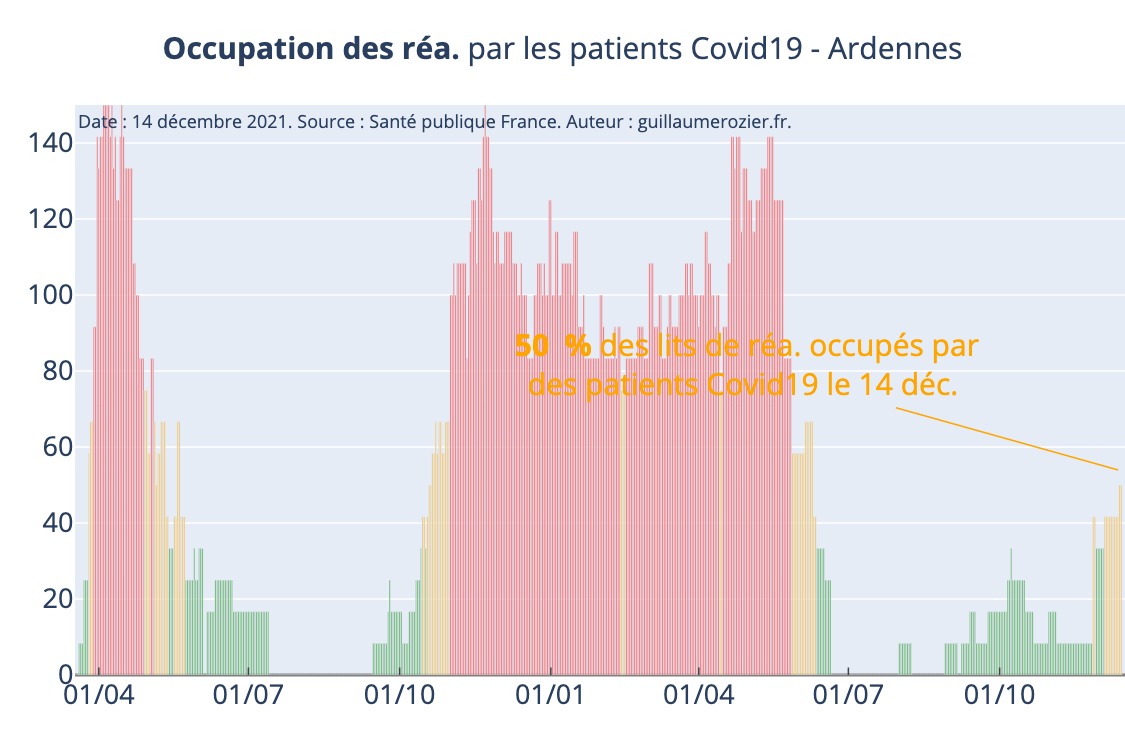 Occupation des réa. par les patients Covid19 - Ardennes
Date : 14 décembre 2021. Source : Santé publique France. Auteur : guillaumerozier.fr.
140
120
100
80
60
40
20
0
50 % des lits de réa. occupés par
des patients Covid19 le 14 déc.
01/04 01/07 01/10 01/01 01/04 01/07 01/10